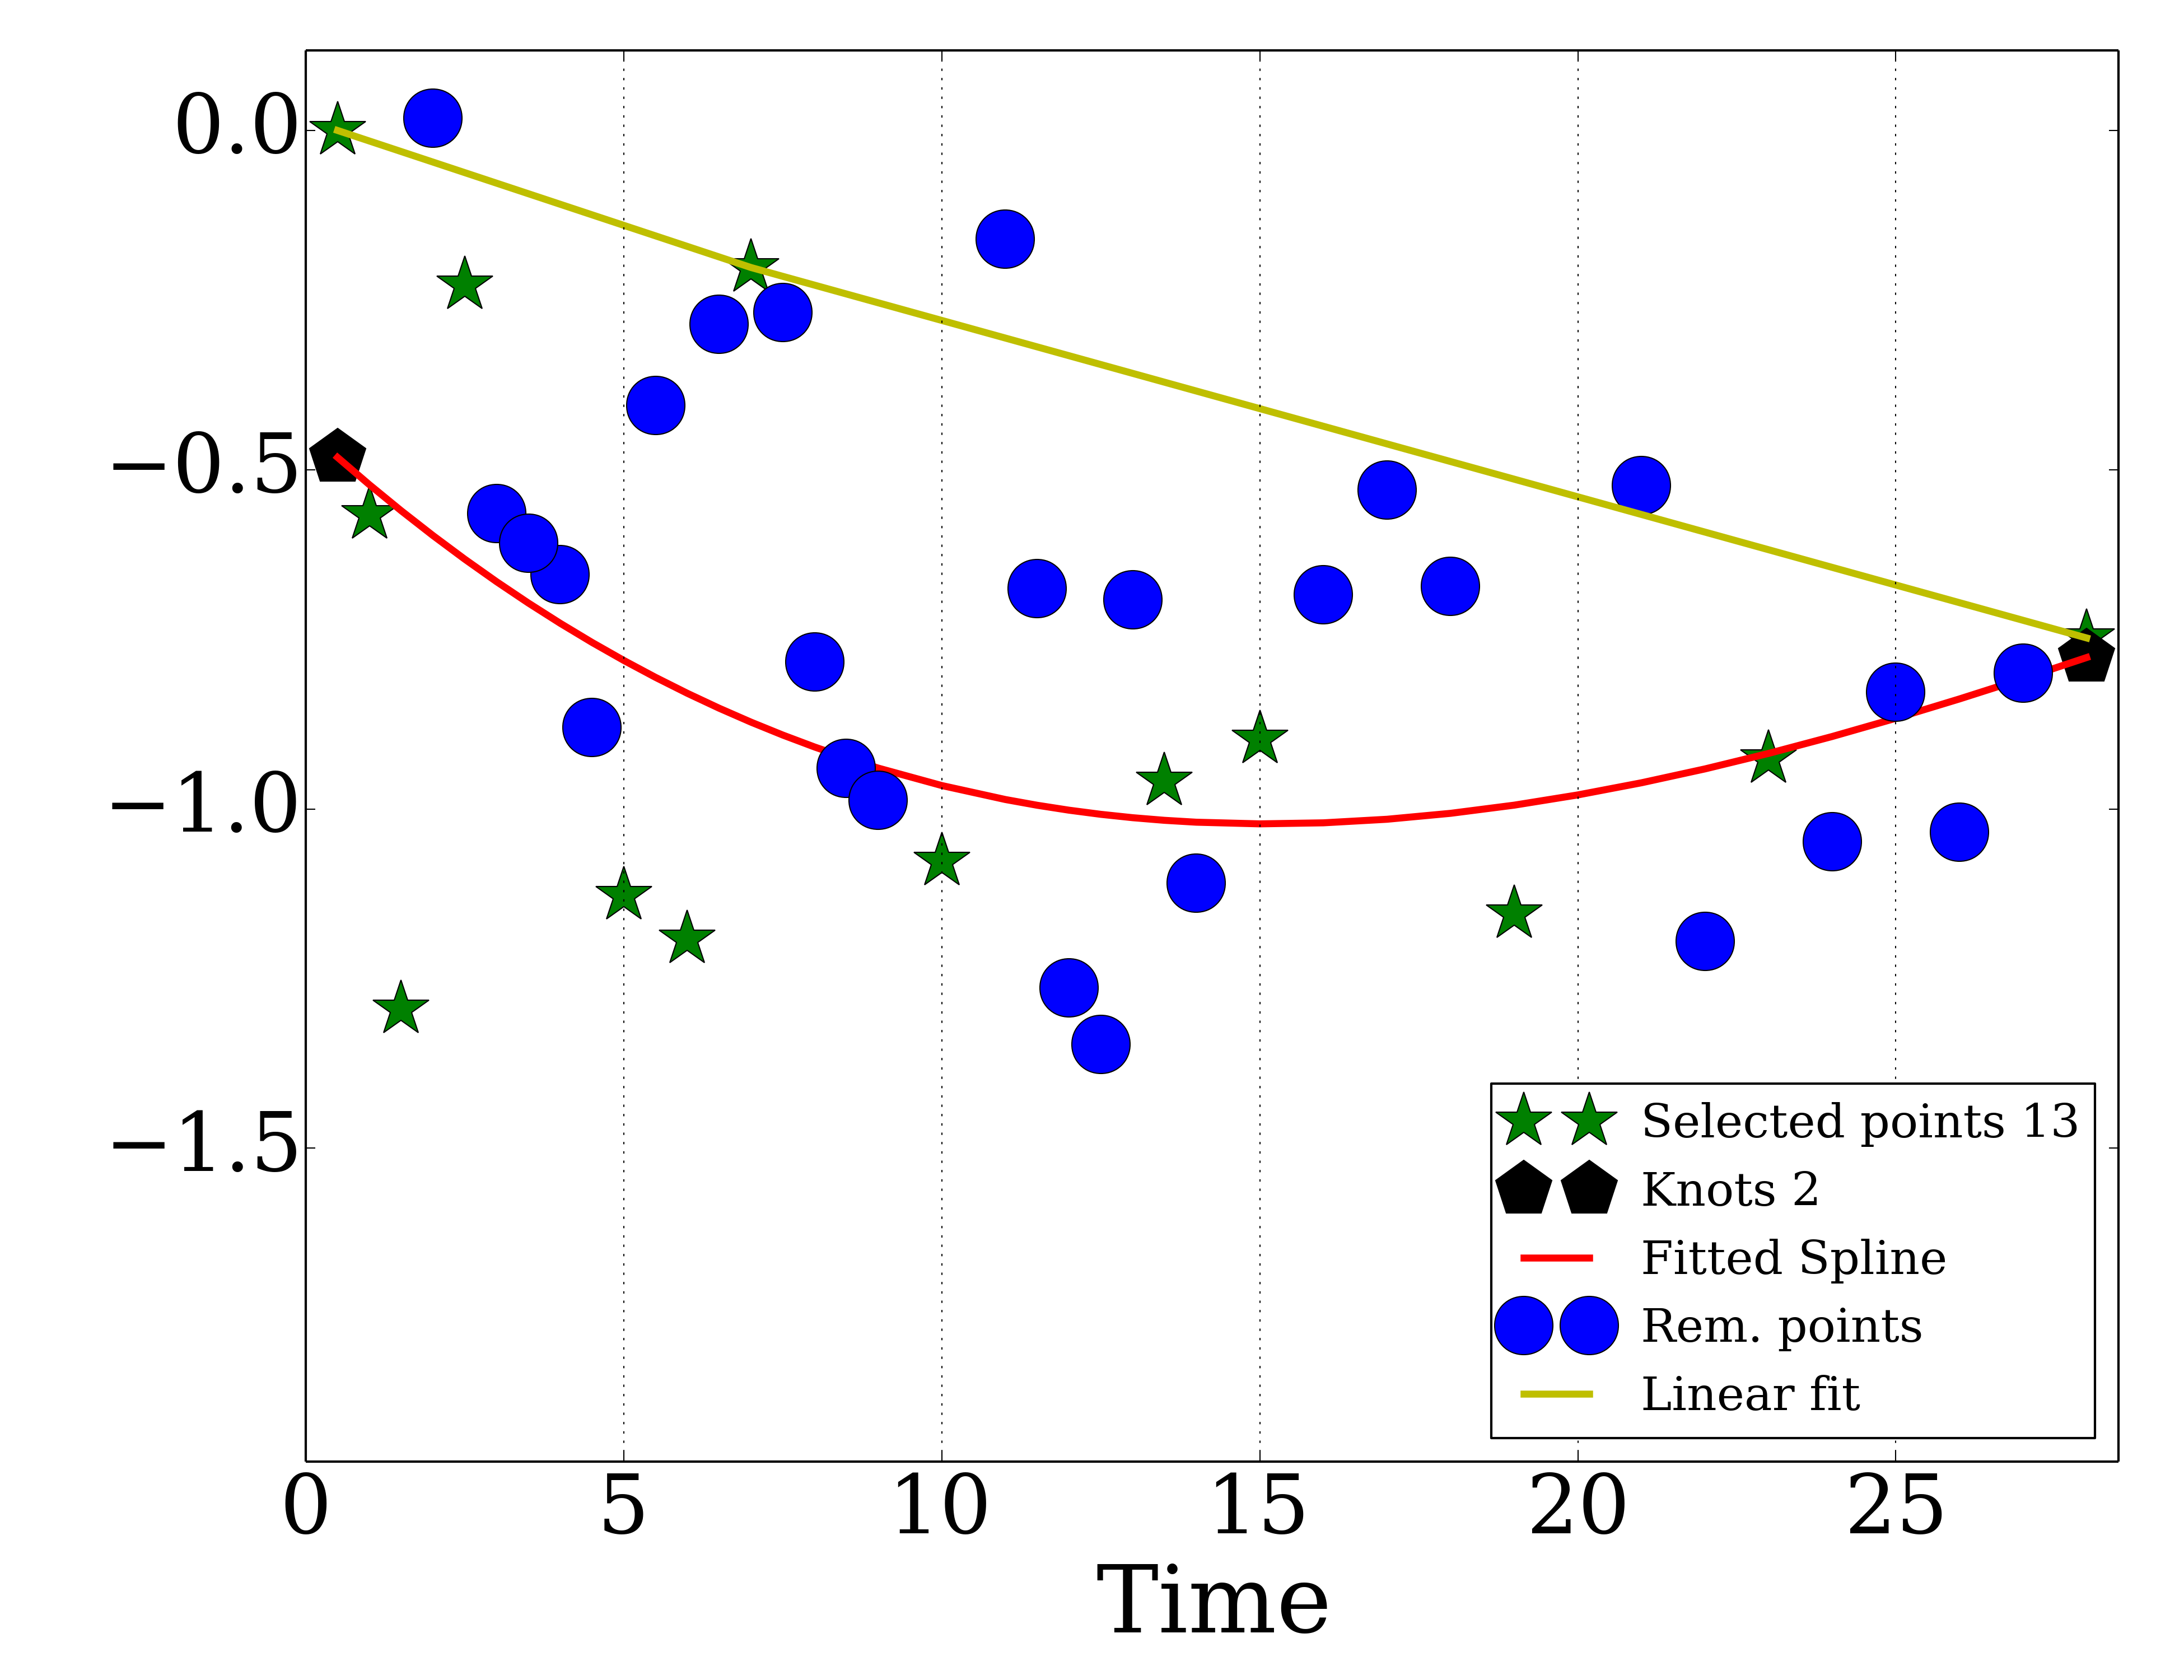 0.0
−0.5
−1.0
−1.5
0 5 10 15 20 25
Time
Selected points 13
Knots 2
Fitted Spline
Rem. points
Linear fit